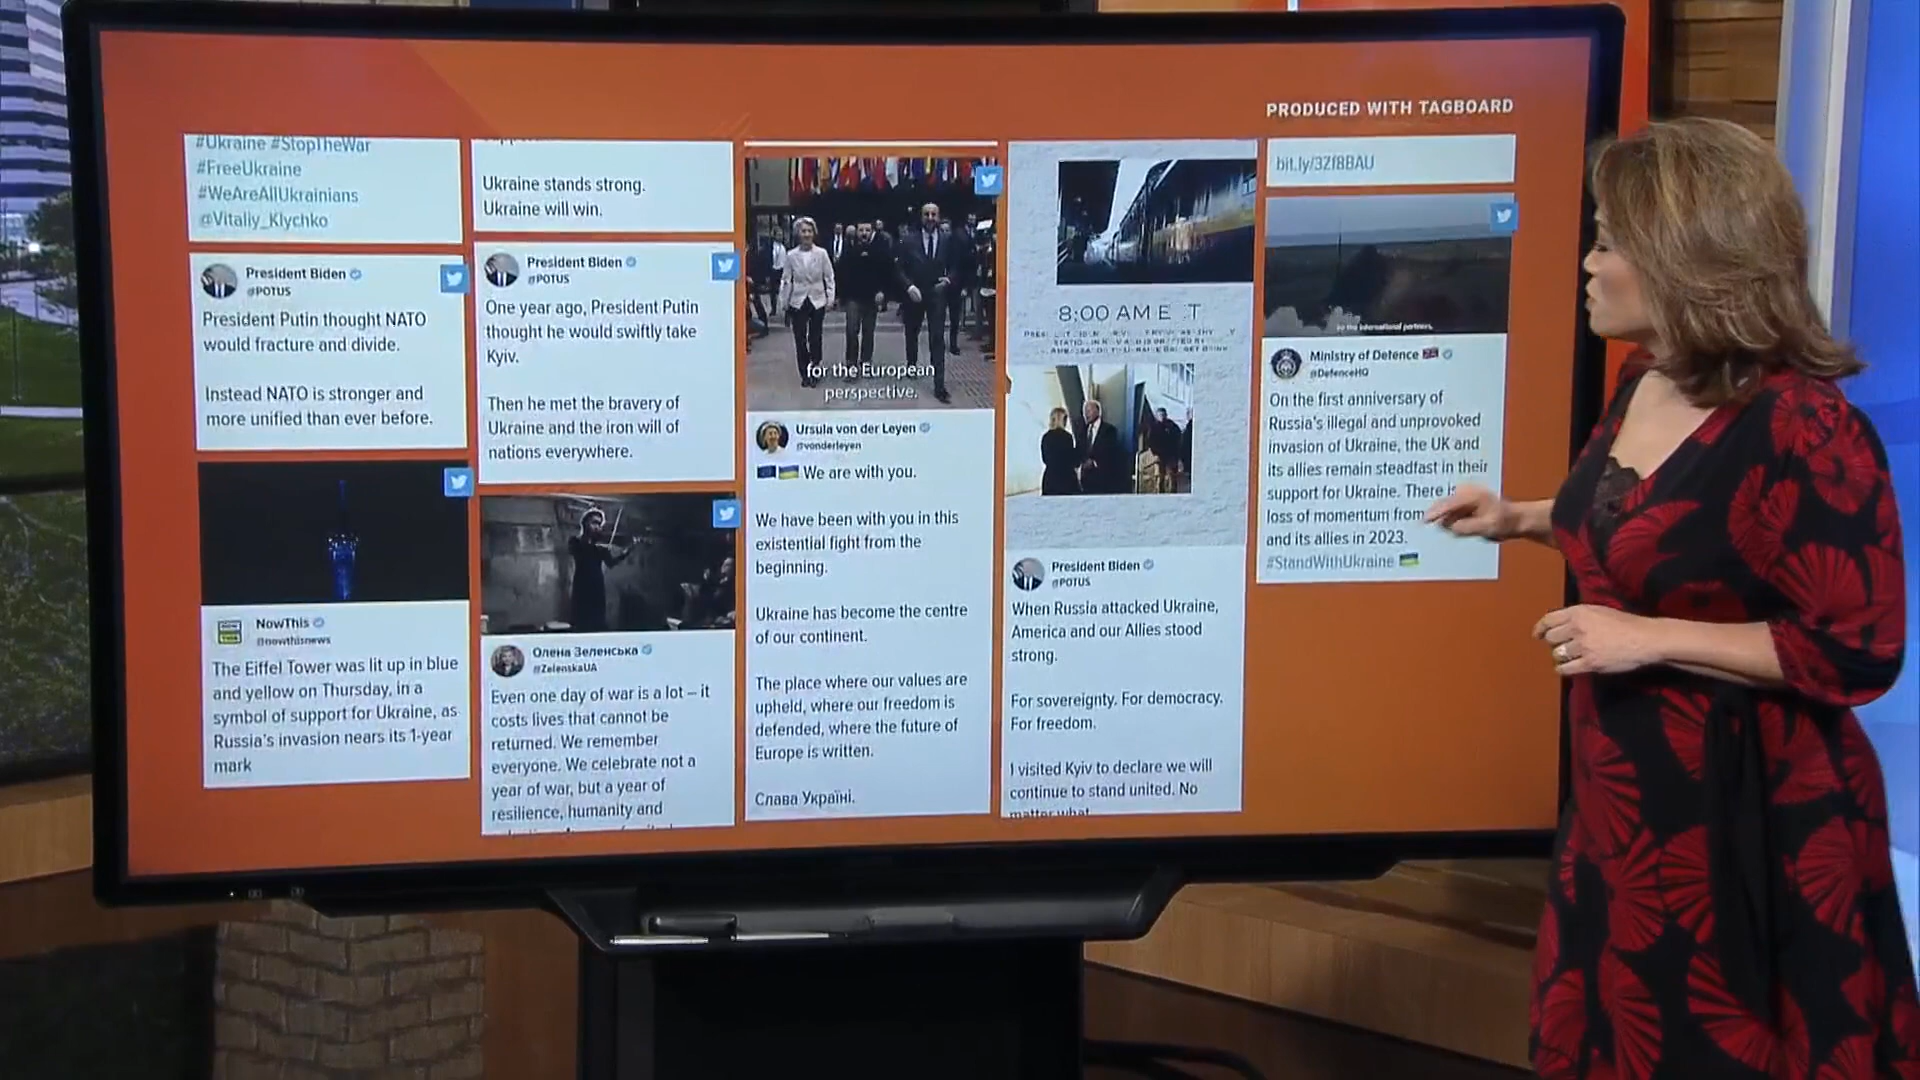 PRODUCED WITH TAGBOARD
#Ukraine #StopTheWar
#FreeUkraine
#WeAreAllUkrainians
@Vitaliy_Klychko
President Biden
@POTUS
President Putin thought NATO
would fracture and divide.
Instead NATO is stronger and
more unified than ever before.
NowThis
@nowthisnews
The Eiffel Tower was lit up in blue
and yellow on Thursday, in a
symbol of support for Ukraine, as
Russia's invasion nears its 1-year
mark
Ukraine stands strong.
Ukraine will win.
President Biden
@POTUS
One year ago, President Putin
thought he would swiftly take
Kyiv.
Then he met the bravery of
Ukraine and the iron will of
nations everywhere.
Олена Зеленська
@ZelenskaUA
Even one day of war is a lot – it
costs lives that cannot be
returned. We remember
everyone. We celebrate not a
year of war, but a year of
resilience, humanity and
for the European
perspective.
Ursula von der Leyen
@vonderleyen
We are with you.
We have been with you in this
existential fight from the
beginning.
Ukraine has become the centre
of our continent.
The place where our values are
upheld, where our freedom is
defended, where the future of
Europe is written.
Слава Україні.
8:00 AM E T
President Biden
@POTUS
When Russia attacked Ukraine,
America and our Allies stood
strong.
For sovereignty. For democracy.
For freedom.
I visited Kyiv to declare we will
continue to stand united. No
matter what
bit.ly/3Zf8BAU
by the international partners.
Ministry of Defence
@DefenceHQ
On the first anniversary of
Russia's illegal and unprovoked
invasion of Ukraine, the UK and
its allies remain steadfast in their
support for Ukraine. There is
loss of momentum from
and its allies in 2023.
#StandWithUkraine